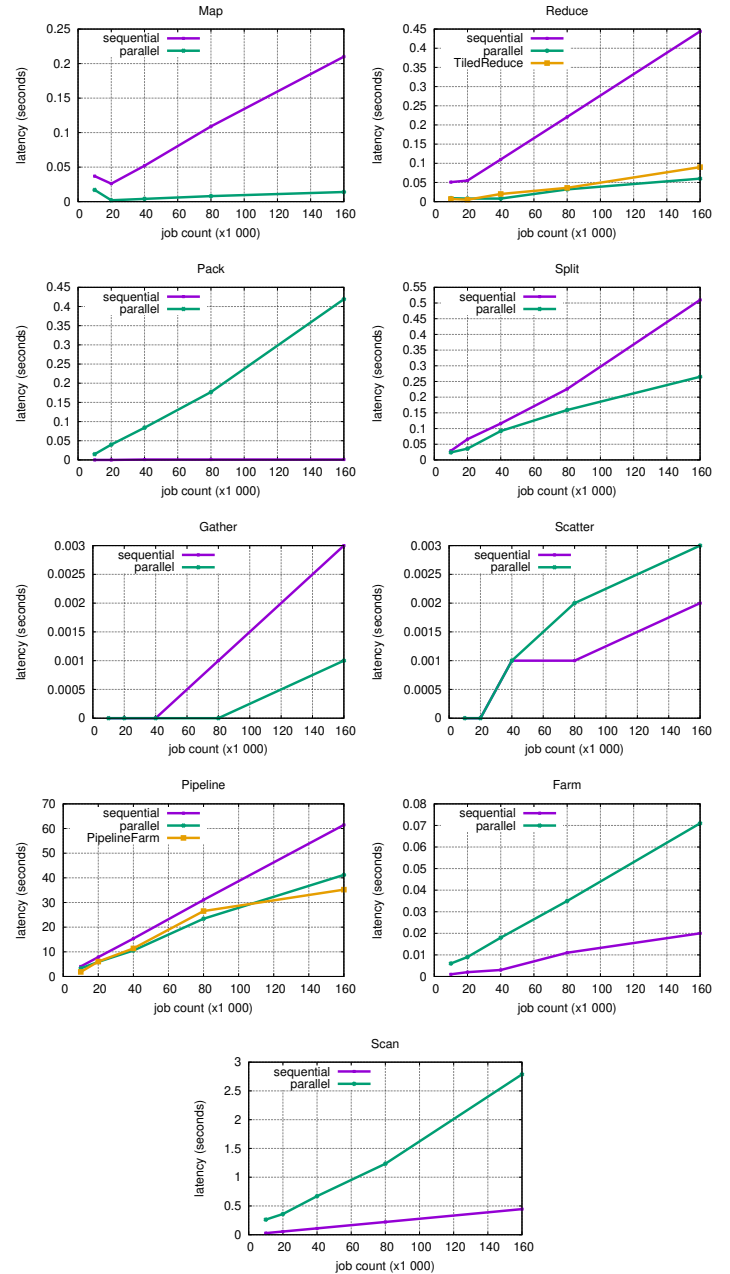 Map
0.25
0.2
0.15
0.1
0.05
0
latency (seconds)
sequential
parallel
0 20 40 60 80 100 120 140 160
job count (x1 000)
Reduce
0.45
0.4
0.35
0.3
0.25
0.2
0.15
0.1
0.05
0
latency (seconds)
sequential
parallel
TiledReduce
0 20 40 60 80 100 120 140 160
job count (x1 000)
Pack
0.45
0.4
0.35
0.3
0.25
0.2
0.15
0.1
0.05
0
latency (seconds)
sequential
parallel
0 20 40 60 80 100 120 140 160
job count (x1 000)
Split
0.55
0.5
0.45
0.4
0.35
0.3
0.25
0.2
0.15
0.1
0.05
0
latency (seconds)
sequential
parallel
0 20 40 60 80 100 120 140 160
job count (x1 000)
Gather
0.003
0.0025
0.002
0.0015
0.001
0.0005
0
latency (seconds)
sequential
parallel
0 20 40 60 80 100 120 140 160
job count (x1 000)
Scatter
0.003
0.0025
0.002
0.0015
0.001
0.0005
0
latency (seconds)
sequential
parallel
0 20 40 60 80 100 120 140 160
job count (x1 000)
Pipeline
70
60
50
40
30
20
10
0
latency (seconds)
sequential
parallel
PipelineFarm
0 20 40 60 80 100 120 140 160
job count (x1 000)
Farm
0.08
0.07
0.06
0.05
0.04
0.03
0.02
0.01
0
latency (seconds)
sequential
parallel
0 20 40 60 80 100 120 140 160
job count (x1 000)
Scan
3
2.5
2
1.5
1
0.5
0
latency (seconds)
sequential
parallel
0 20 40 60 80 100 120 140 160
job count (x1 000)